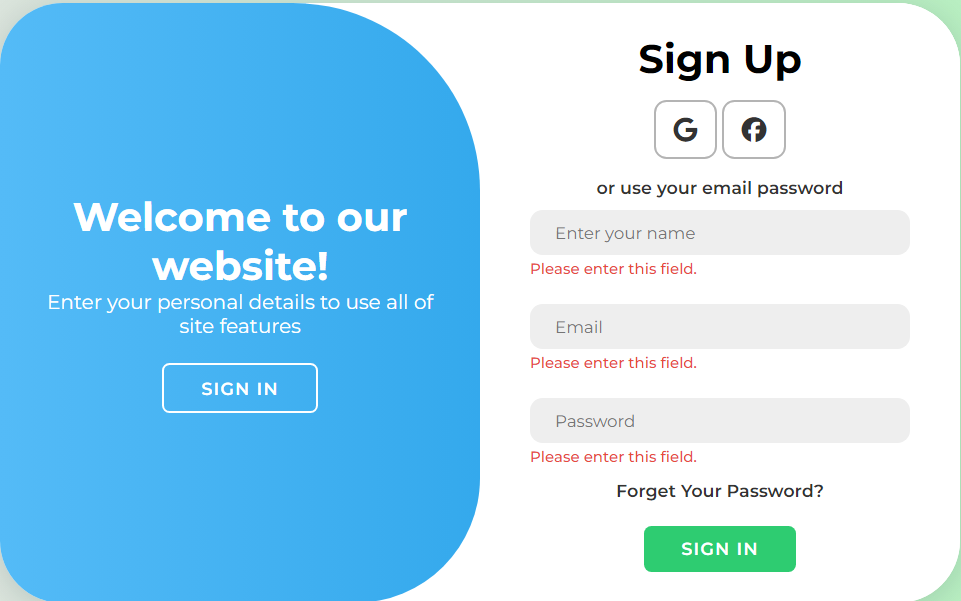 Welcome to our
website!
Enter your personal details to use all of
site features
SIGN IN
Sign Up
or use your email password
Enter your name
Please enter this field.
Email
Please enter this field.
Password
Please enter this field.
Forget Your Password?
SIGN IN